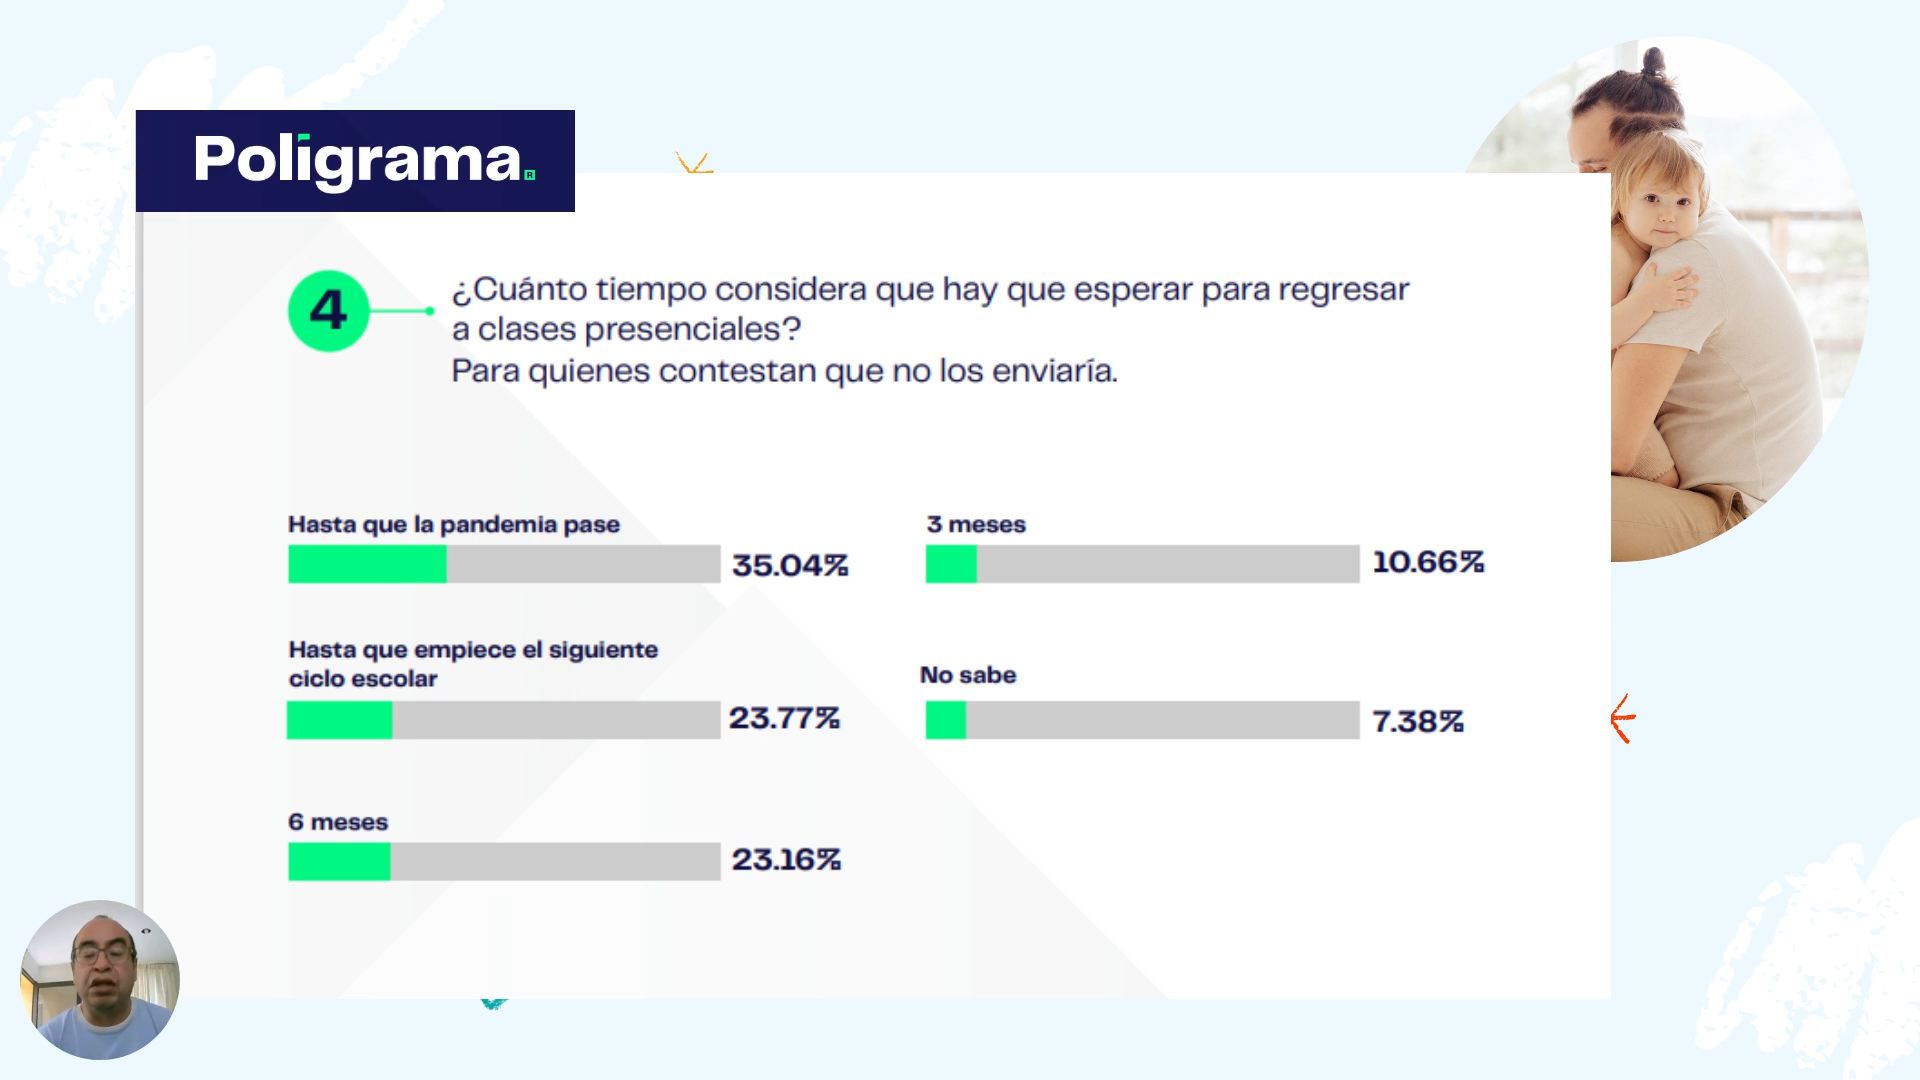 Poligrama.
4
¿Cuánto tiempo considera que hay que esperar para regresar
a clases presenciales?
Para quienes contestan que no los enviaría.
Hasta que la pandemia pase
35.04%
Hasta que empiece el siguiente
ciclo escolar
23.77%
6 meses
23.16%
3 meses
10.66%
No sabe
7.38%